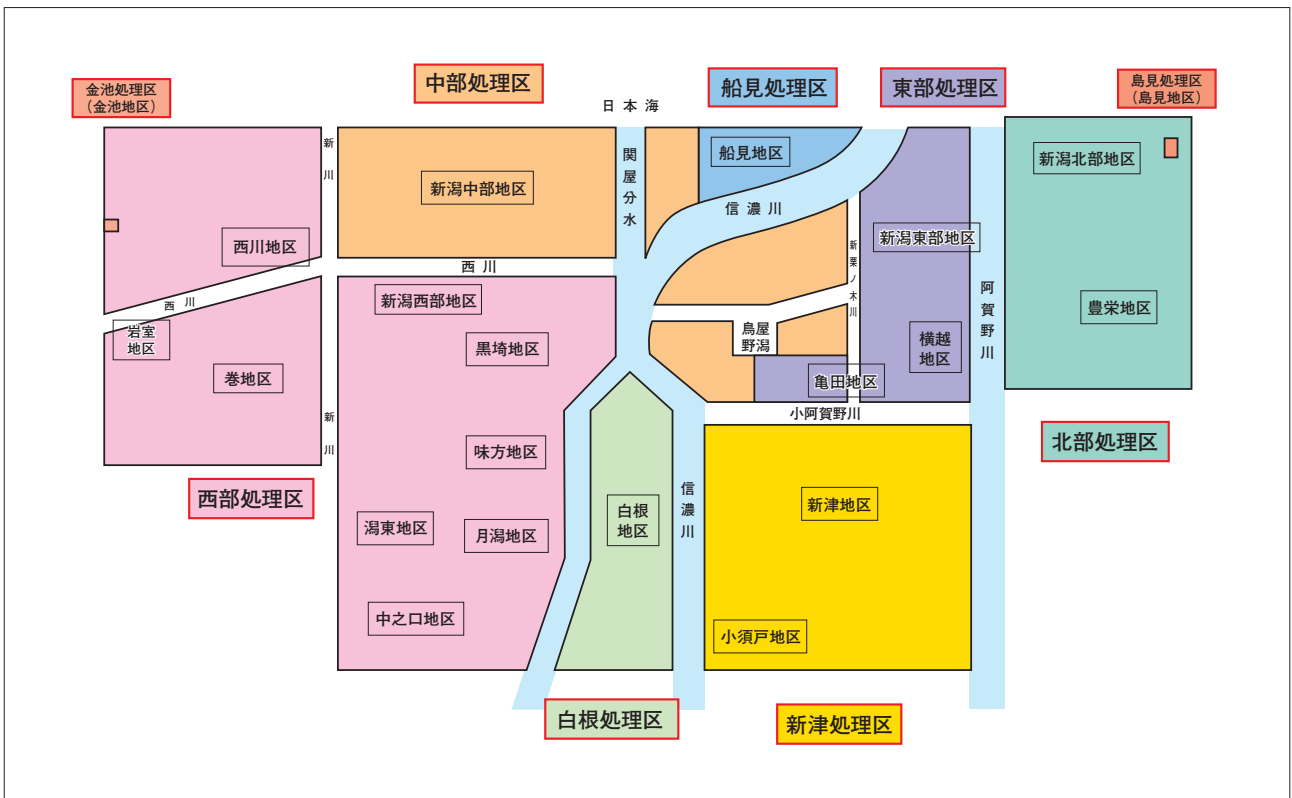 金池処理区
(金池地区)
中部処理区
船見処理区
東部処理区
島見処理区
(島見地区)
日本海
新川
関屋分水
船見地区
新潟北部地区
新潟中部地区
信濃川
西川地区
新潟東部地区
新栗ノ木川
西川
阿賀野川
西川
新潟西部地区
豊栄地区
岩室
地区
鳥屋
野潟
横越
地区
黒埼地区
巻地区
亀田地区
小阿賀野川
新川
北部処理区
味方地区
西部処理区
信濃川
新津地区
白根
地区
潟東地区
月潟地区
中之口地区
小須戸地区
白根処理区
新津処理区